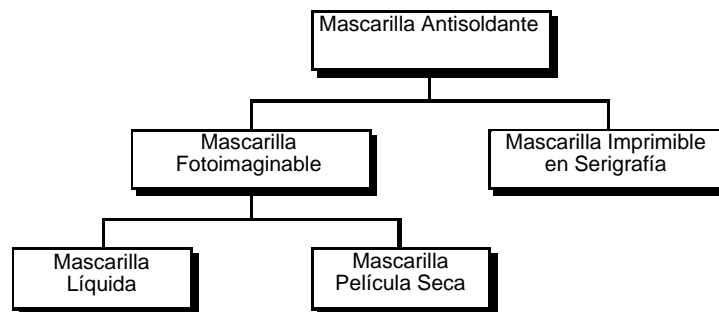 Mascarilla Antisoldante
Mascarilla
Fotoimaginable
Mascarilla Imprimible
en Serigrafía
Mascarilla
Líquida
Mascarilla
Película Seca